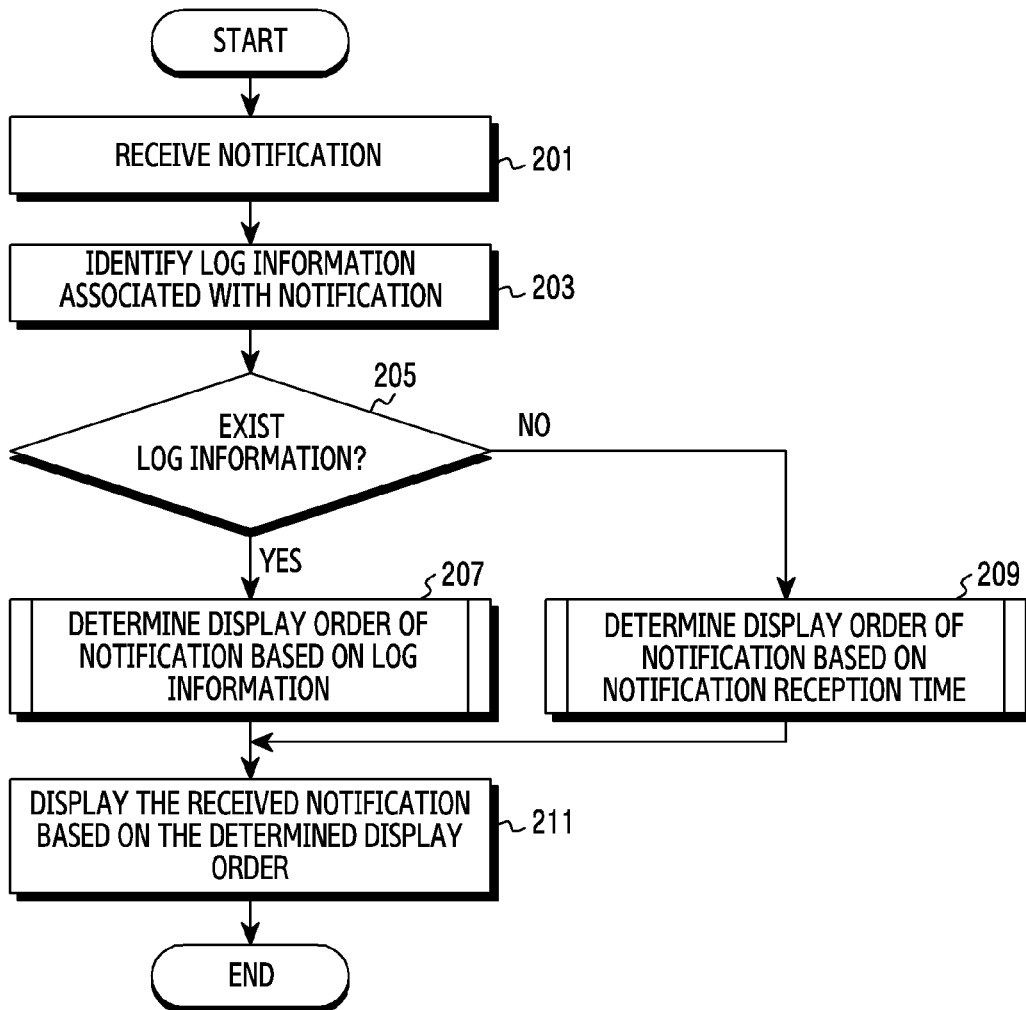 START
RECEIVE NOTIFICATION
201
IDENTIFY LOG INFORMATION
ASSOCIATED WITH NOTIFICATION
203
205
EXIST
LOG INFORMATION?
NO
YES
207
DETERMINE DISPLAY ORDER OF
NOTIFICATION BASED ON LOG
INFORMATION
209
DETERMINE DISPLAY ORDER OF
NOTIFICATION BASED ON
NOTIFICATION RECEPTION TIME
DISPLAY THE RECEIVED NOTIFICATION
BASED ON THE DETERMINED DISPLAY
ORDER
211
END